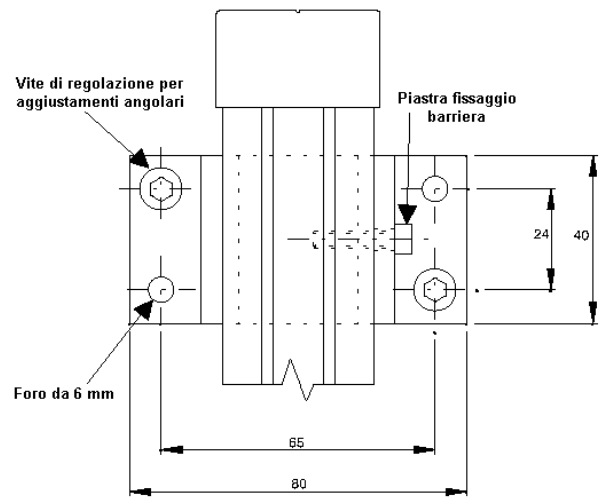 Vite di regolazione per
aggiustamenti angolari
Piastra fissaggio
barriera
24
40
Foro da 6 mm
65
80